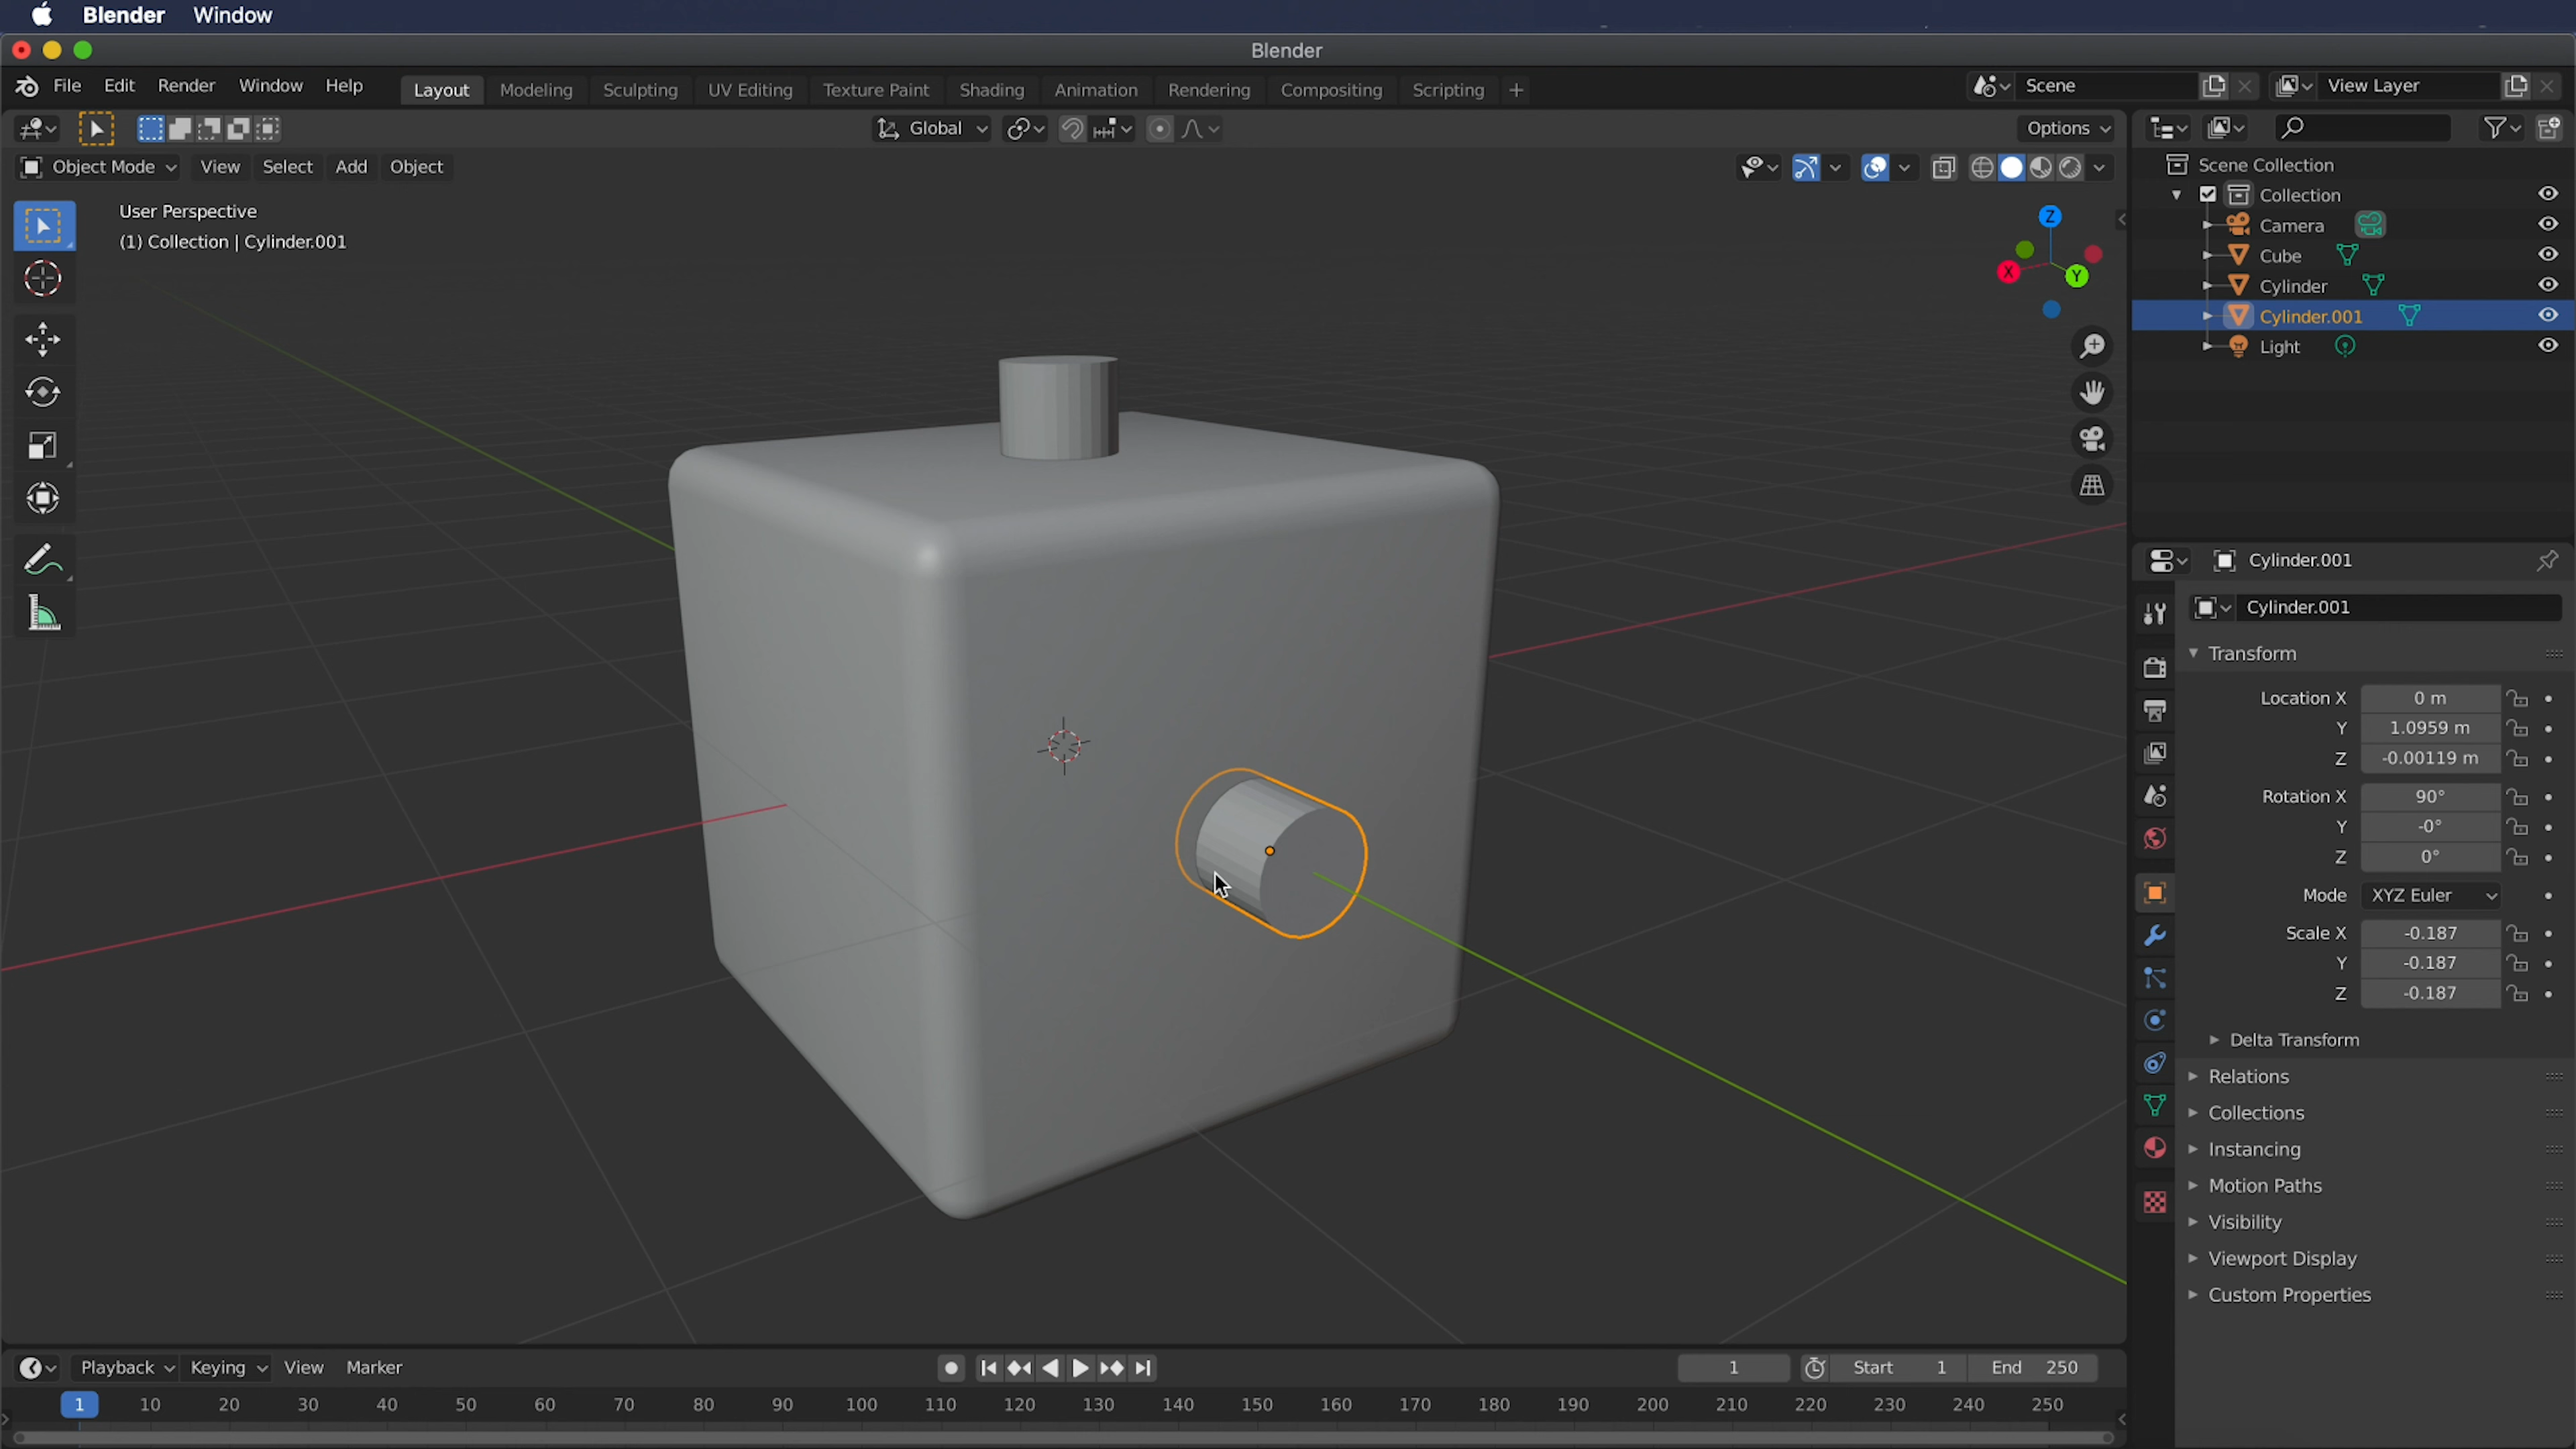 Blender Window
Blender
File Edit Render Window Help Layout Modeling Sculpting UV Editing Texture Paint Shading Animation Rendering Compositing Scripting + Scene View Layer
Global Options
Object Mode View Select Add Object
User Perspective
(1) Collection | Cylinder.001
Z
X
Y
Scene Collection
Collection
Camera
Cube
Cylinder
Cylinder.001
Light
Cylinder.001
Cylinder.001
Transform
Location X 0 m
Y 1.0959 m
Z -0.00119 m
Rotation X 90°
Y -0°
Z 0°
Mode XYZ Euler
Scale X -0.187
Y -0.187
Z -0.187
Delta Transform
Relations
Collections
Instancing
Motion Paths
Visibility
Viewport Display
Custom Properties
Playback Keying View Marker 1 Start 1 End 250
1 10 20 30 40 50 60 70 80 90 100 110 120 130 140 150 160 170 180 190 200 210 220 230 240 250